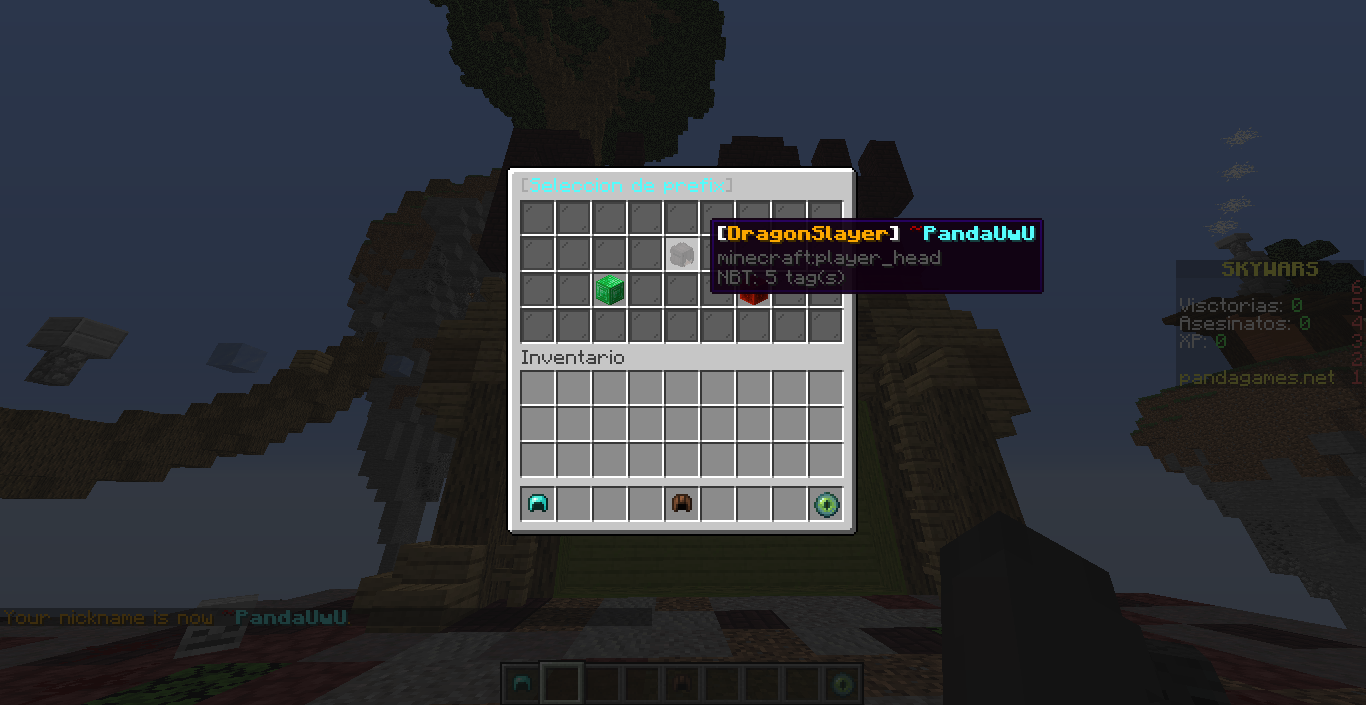 [Seleccion de prefix]
[DragonSlayer] ~PandaUwU
minecraft:player_head
NBT: 5 tag(s)
Inventario
SKYWARS
6
Visctorias: 0
5
Asesinatos: 0
4
XP: 0
3
2
pandagames.net
1
Your nickname is now ~PandaUwU.